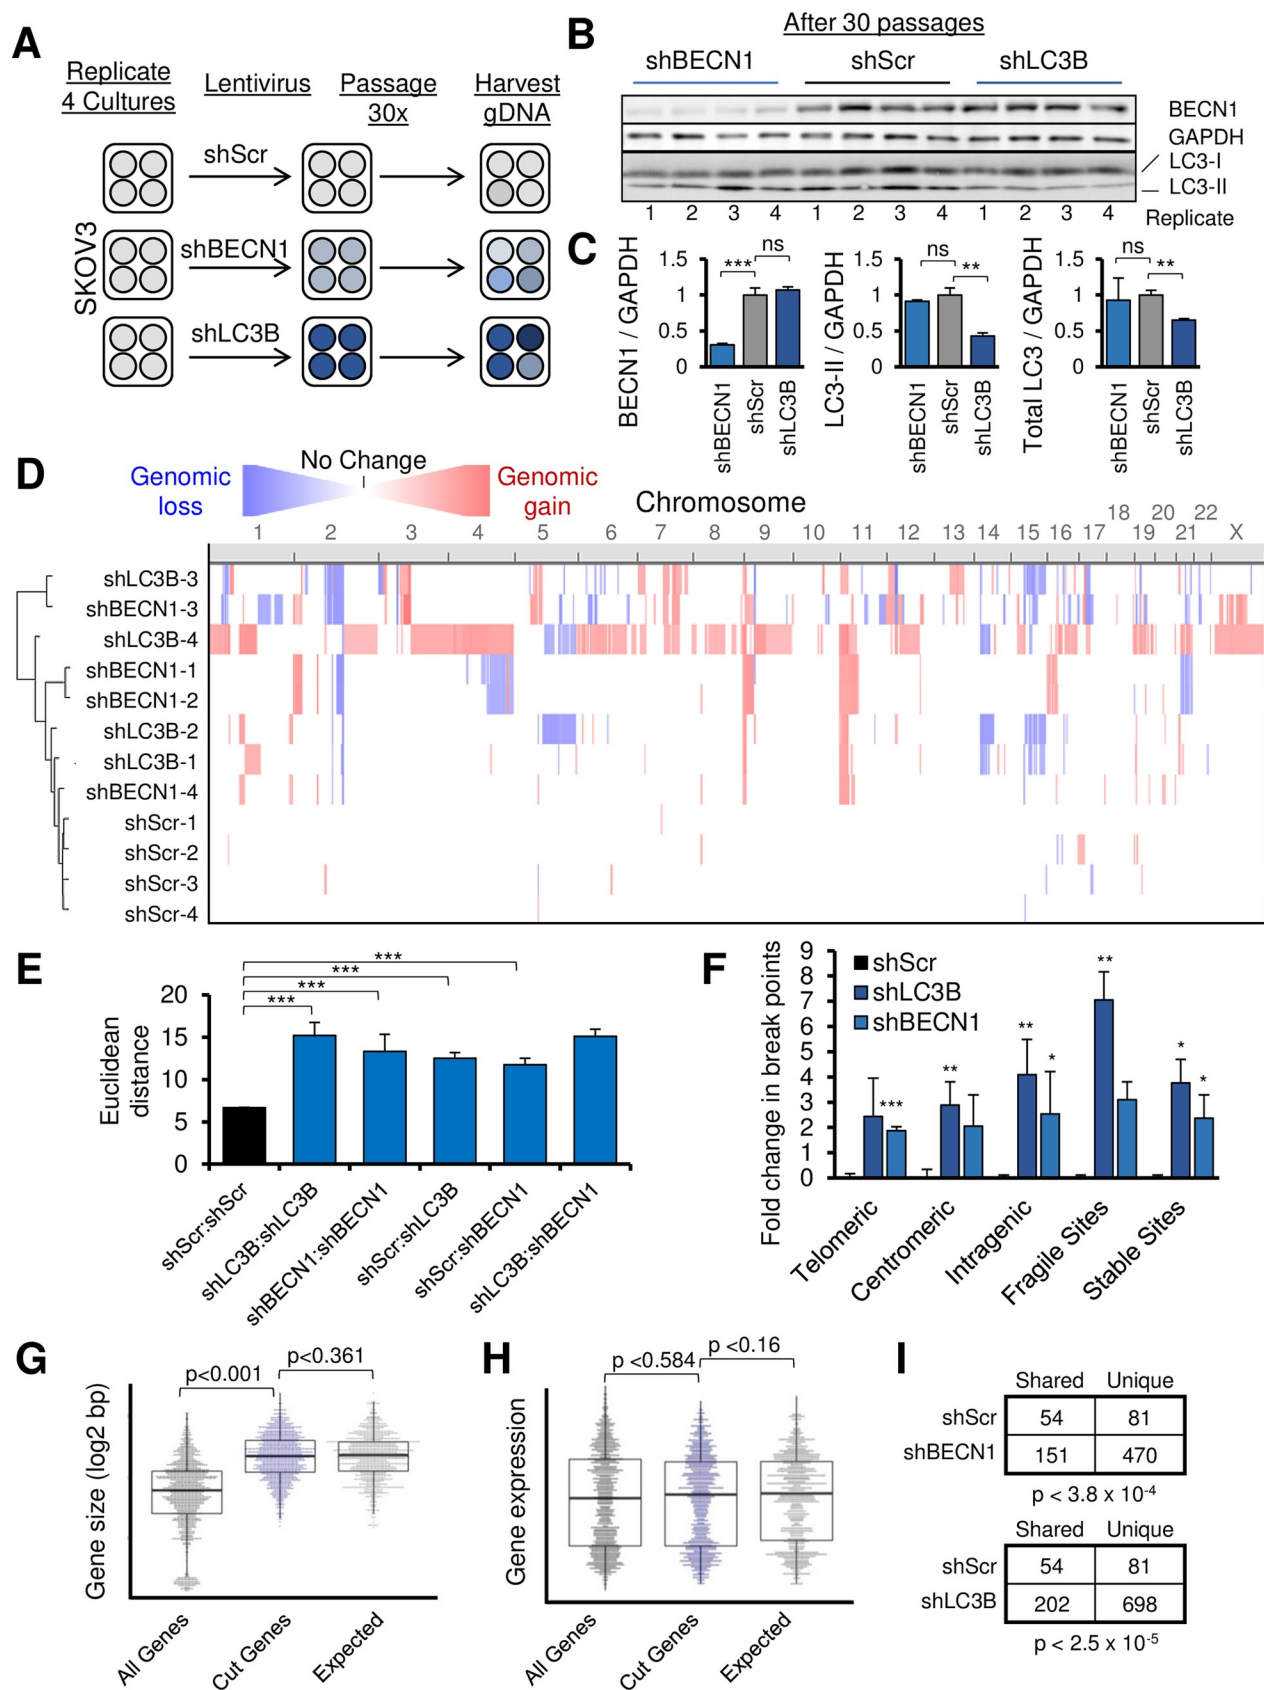 A
Replicate
4 Cultures
Lentivirus
Passage
30x
Harvest
gDNA
SKOV3
shScr
shBECN1
shLC3B
B
After 30 passages
shBECN1
shScr
shLC3B
BECN1
GAPDH
LC3-I
LC3-II
1 2 3 4 1 2 3 4 1 2 3 4 Replicate
C
BECN1 / GAPDH
1.5
1
0.5
0
***
ns
shBECN1
shScr
shLC3B
LC3-II / GAPDH
1.5
1
0.5
0
ns
**
shBECN1
shScr
shLC3B
Total LC3 / GAPDH
1.5
1
0.5
0
ns
**
shBECN1
shScr
shLC3B
D
Genomic
loss
No Change
Genomic
gain
Chromosome
1 2 3 4 5 6 7 8 9 10 11 12 13 14 15 16 17 18 19 20 21 22 X
shLC3B-3
shBECN1-3
shLC3B-4
shBECN1-1
shBECN1-2
shLC3B-2
shLC3B-1
shBECN1-4
shScr-1
shScr-2
shScr-3
shScr-4
E
Euclidean
distance
20
15
10
5
0
***
***
***
***
shScr:shScr
shLC3B:shLC3B
shBECN1:shBECN1
shScr:shLC3B
shScr:shBECN1
shLC3B:shBECN1
F
Fold change in break points
9
8
7
6
5
4
3
2
1
0
shScr
shLC3B
shBECN1
***
**
**
*
**
*
*
Telomeric
Centromeric
Intragenic
Fragile Sites
Stable Sites
G
Gene size (log2 bp)
p<0.001
p<0.361
All Genes
Cut Genes
Expected
H
Gene expression
p <0.584
p <0.16
All Genes
Cut Genes
Expected
I
Shared Unique
shScr 54 81
shBECN1 151 470
p < 3.8 x 10-4
Shared Unique
shScr 54 81
shLC3B 202 698
p < 2.5 x 10-5